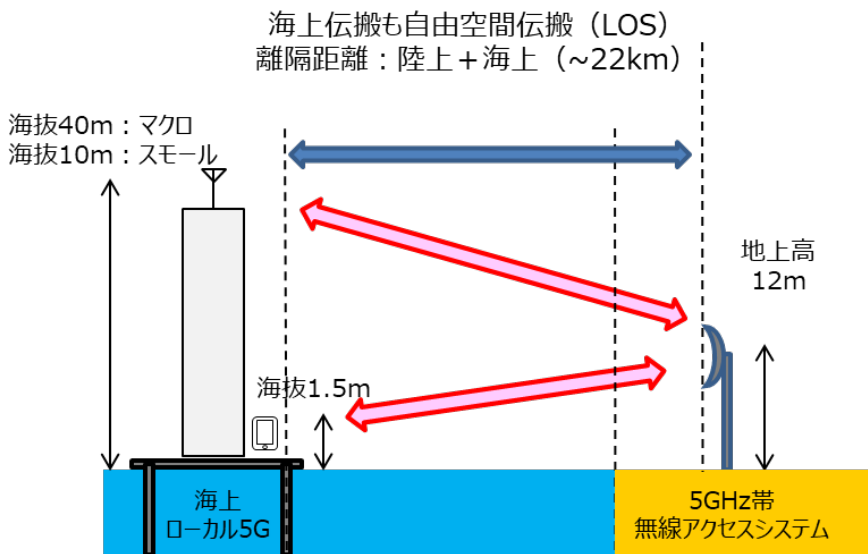 海上伝搬も自由空間伝搬（LOS）
離隔距離：陸上＋海上（~22km）
海抜40m：マクロ
海抜10m：スモール
地上高
12m
海抜1.5m
海上
ローカル5G
5GHz帯
無線アクセスシステム